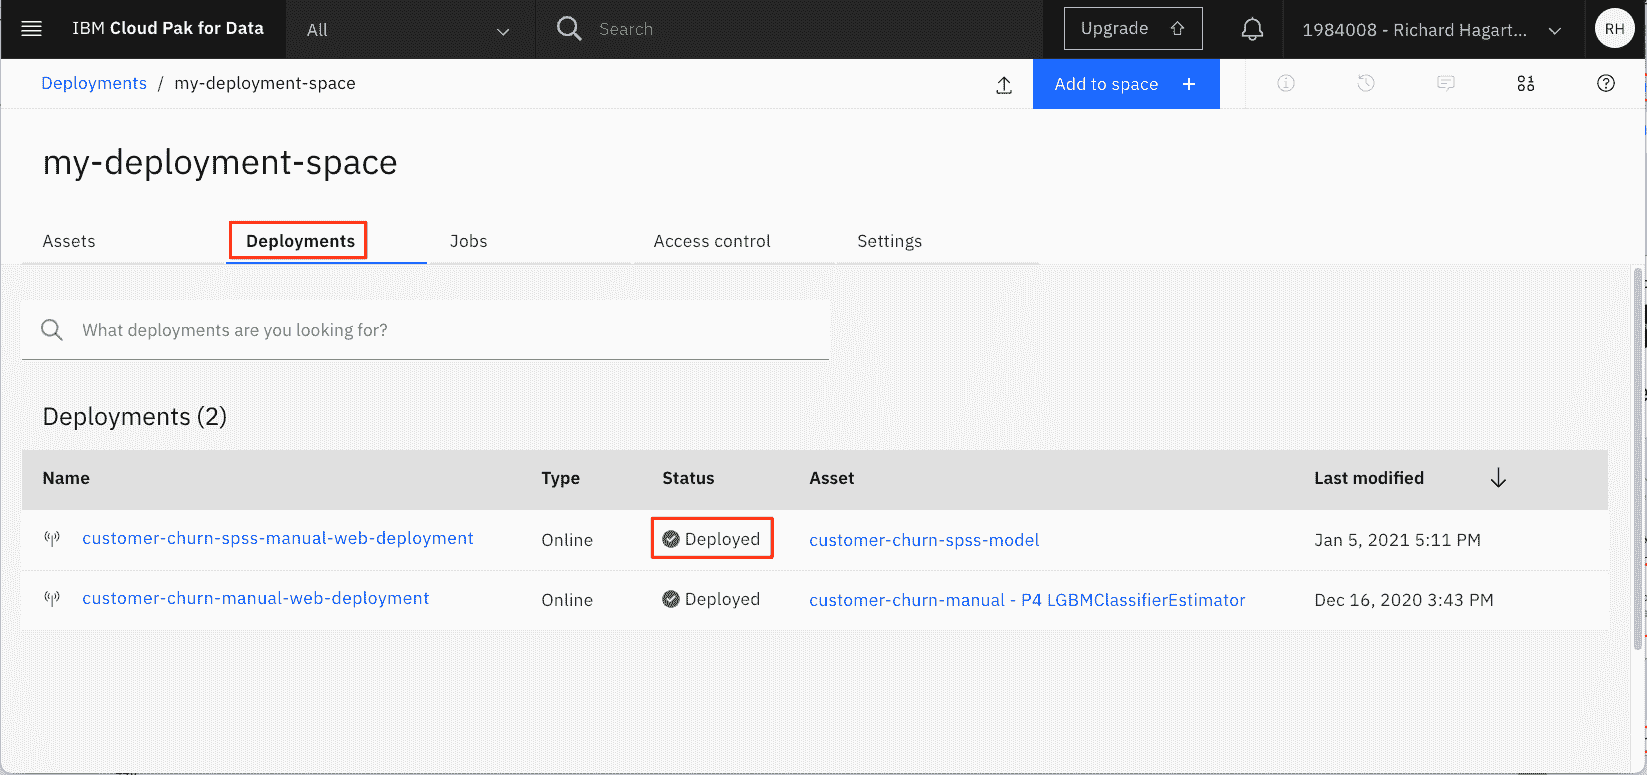 IBM Cloud Pak for Data All Search Upgrade 1984008 - Richard Hagart... RH
Deployments / my-deployment-space Add to space +
my-deployment-space
Assets Deployments Jobs Access control Settings
What deployments are you looking for?
Deployments (2)
Name Type Status Asset Last modified
customer-churn-spss-manual-web-deployment Online Deployed customer-churn-spss-model Jan 5, 2021 5:11 PM
customer-churn-manual-web-deployment Online Deployed customer-churn-manual - P4 LGBMClassifierEstimator Dec 16, 2020 3:43 PM